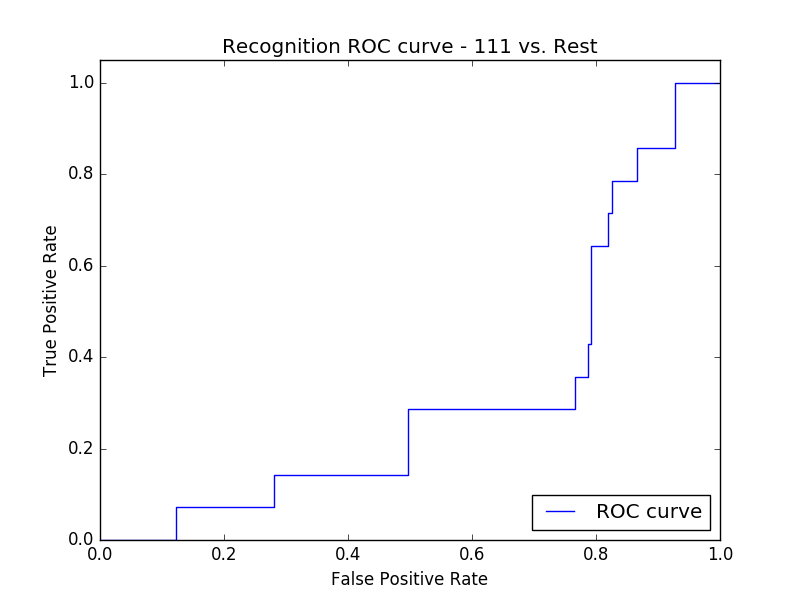 Recognition ROC curve - 111 vs. Rest
1.0
0.8
0.6
0.4
0.2
0.0
True Positive Rate
ROC curve
0.0 0.2 0.4 0.6 0.8 1.0
False Positive Rate